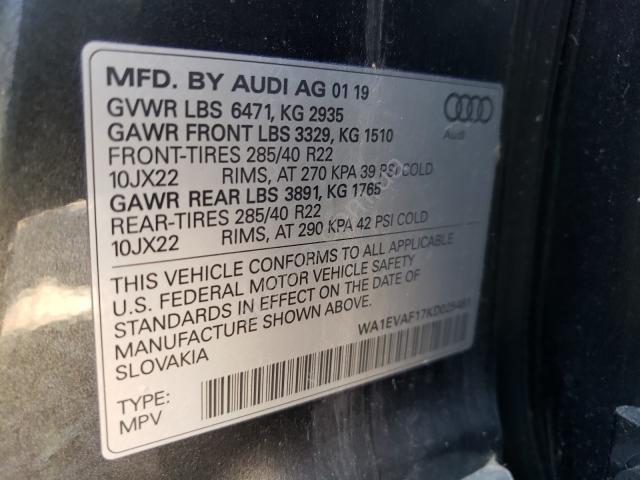 MFD. BY AUDI AG 01 19
GVWR LBS 6471, KG 2935
GAWR FRONT LBS 3329, KG 1510
FRONT-TIRES 285/40 R22
10JX22 RIMS, AT 270 KPA 39 PSI COLD
GAWR REAR LBS 3891, KG 1765
REAR-TIRES 285/40 R22
10JX22 RIMS, AT 290 KPA 42 PSI COLD
Audi
THIS VEHICLE CONFORMS TO ALL APPLICABLE
U.S. FEDERAL MOTOR VEHICLE SAFETY
STANDARDS IN EFFECT ON THE DATE OF
MANUFACTURE SHOWN ABOVE.
SLOVAKIA
TYPE:
MPV